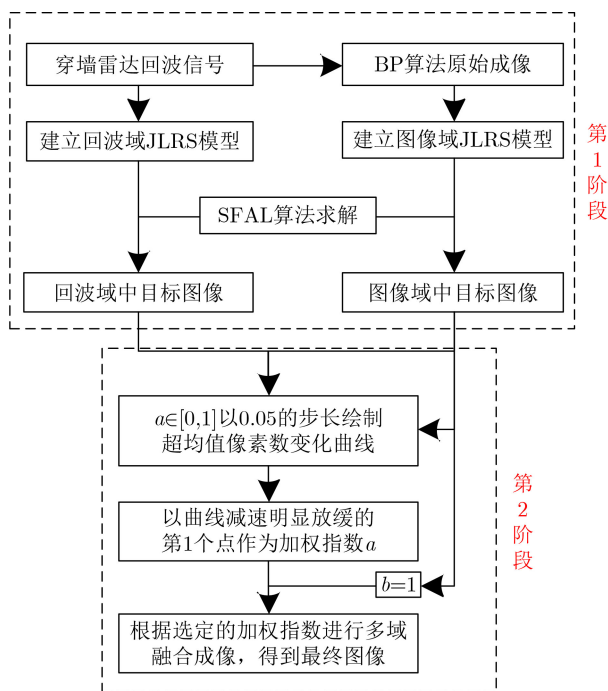 穿墙雷达回波信号
BP算法原始成像
建立回波域JLRS模型
建立图像域JLRS模型
第
1
阶
段
SFAL算法求解
回波域中目标图像
图像域中目标图像
a∈[0,1]以0.05的步长绘制
超均值像素数变化曲线
以曲线减速明显放缓的
第1个点作为加权指数a
第
2
阶
段
b=1
根据选定的加权指数进行多域
融合成像，得到最终图像